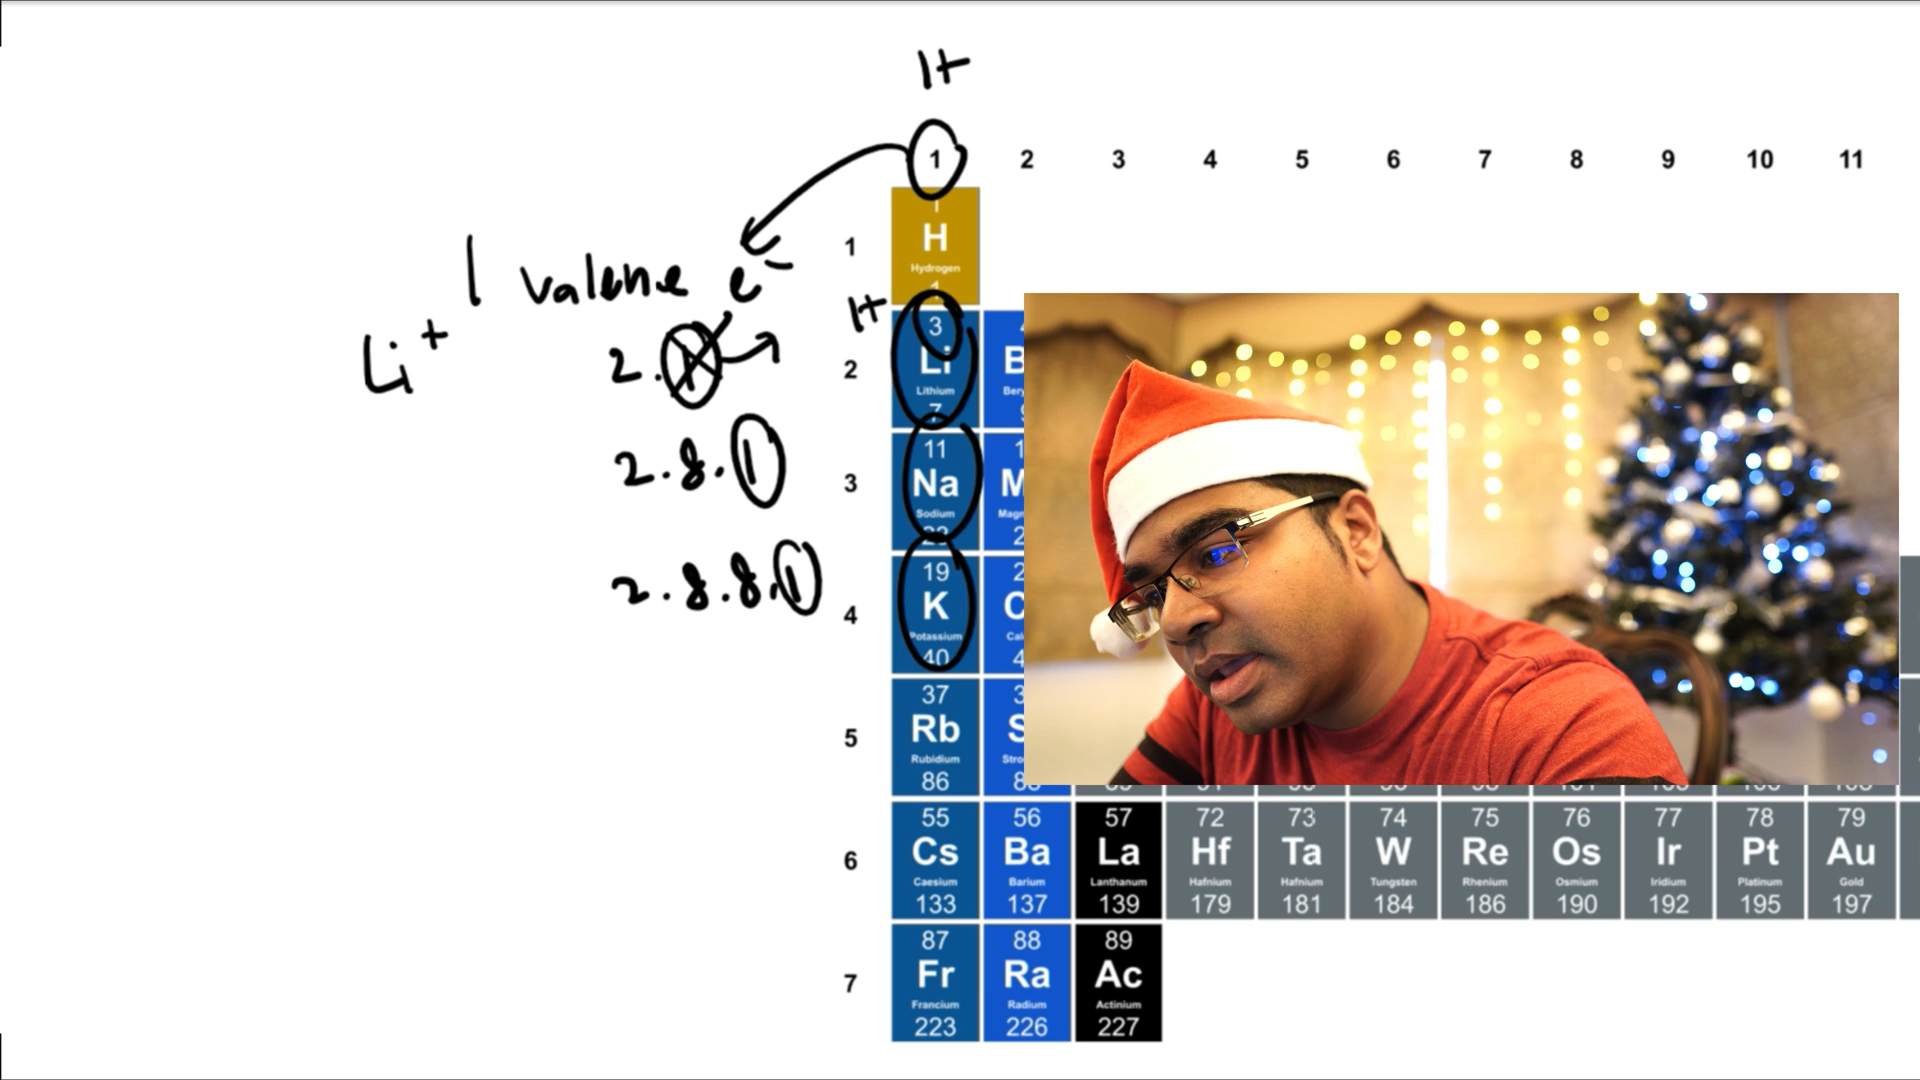 1+
1 2 3 4 5 6 7 8 9 10 11
1
H
Hydrogen
1 valence e-
1+
Li+
2.1
2.8.1
2.8.8.1
2
3
Li
Lithium
7
3
11
Na
Sodium
4
19
K
Potassium
40
5
37
Rb
Rubidium
86
6
55 56 57 72 73 74 75 76 77 78 79
Cs Ba La Hf Ta W Re Os Ir Pt Au
Caesium Barium Lanthanum Hafnium Hafnium Tungsten Rhenium Osmium Iridium Platinum Gold
133 137 139 179 181 184 186 190 192 195 197
7
87 88 89
Fr Ra Ac
Francium Radium Actinium
223 226 227